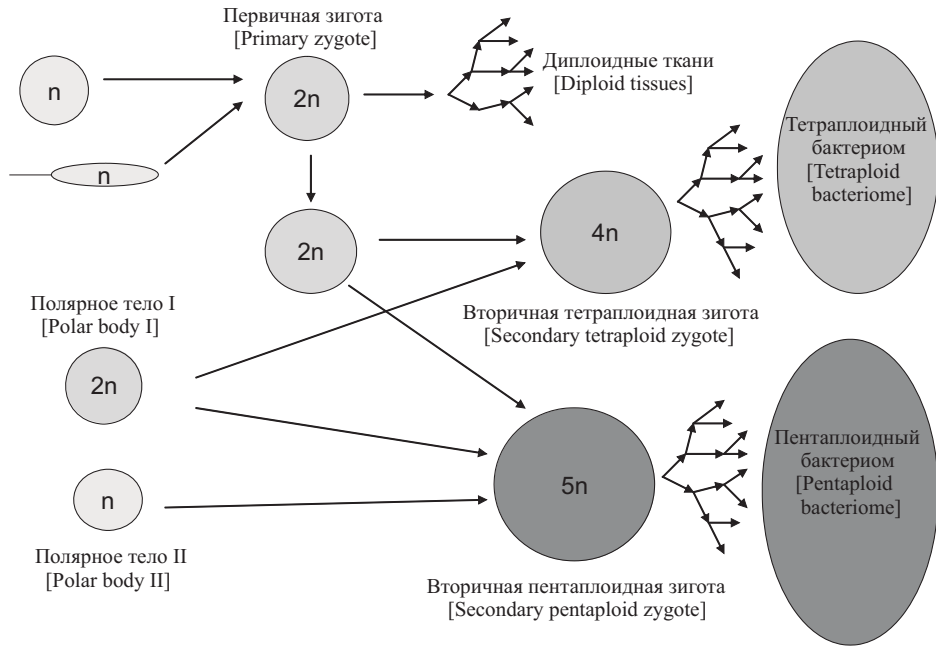 Первичная зигота
[Primary zygote]
n
2n
Диплоидные ткани
[Diploid tissues]
n
Тетраплоидный
бактериом
[Tetraploid
bacteriome]
2n
4n
Полярное тело I
[Polar body I]
Вторичная тетраплоидная зигота
[Secondary tetraploid zygote]
2n
n
5n
Пентаплоидный
бактериом
[Pentaploid
bacteriome]
Полярное тело II
[Polar body II]
Вторичная пентаплоидная зигота
[Secondary pentaploid zygote]